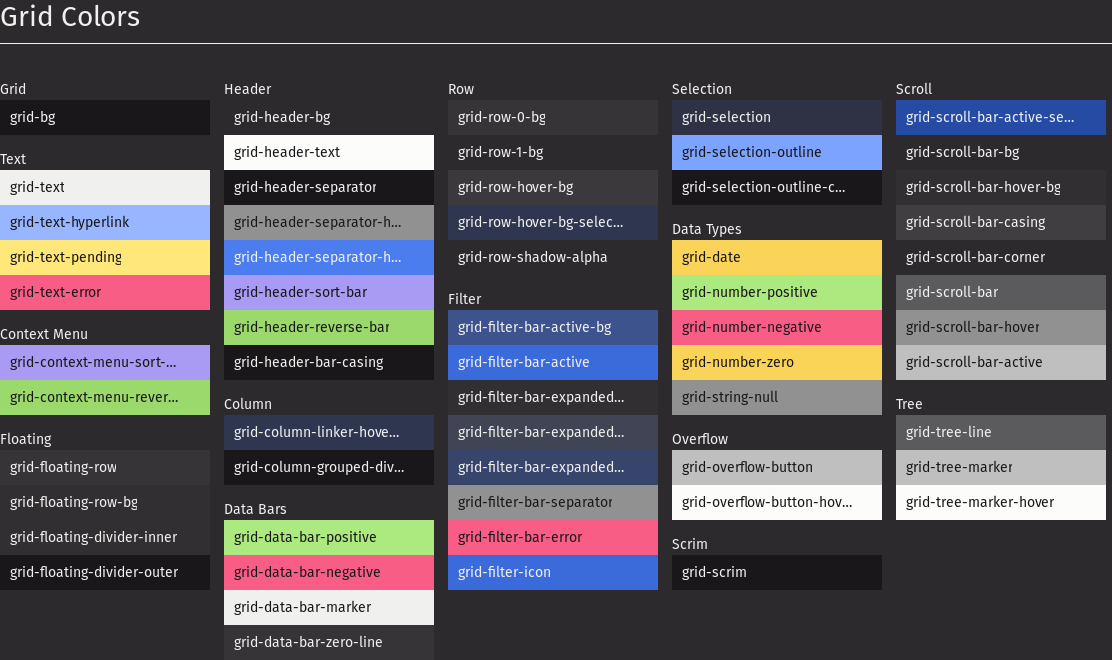 Grid Colors
Grid
grid-bg
Text
grid-text
grid-text-hyperlink
grid-text-pending
grid-text-error
Context Menu
grid-context-menu-sort-...
grid-context-menu-rever...
Floating
grid-floating-row
grid-floating-row-bg
grid-floating-divider-inner
grid-floating-divider-outer
Header
grid-header-bg
grid-header-text
grid-header-separator
grid-header-separator-h...
grid-header-separator-h...
grid-header-sort-bar
grid-header-reverse-bar
grid-header-bar-casing
Column
grid-column-linker-hove...
grid-column-grouped-div...
Data Bars
grid-data-bar-positive
grid-data-bar-negative
grid-data-bar-marker
grid-data-bar-zero-line
Row
grid-row-0-bg
grid-row-1-bg
grid-row-hover-bg
grid-row-hover-bg-selec...
grid-row-shadow-alpha
Filter
grid-filter-bar-active-bg
grid-filter-bar-active
grid-filter-bar-expanded...
grid-filter-bar-expanded...
grid-filter-bar-expanded...
grid-filter-bar-separator
grid-filter-bar-error
grid-filter-icon
Selection
grid-selection
grid-selection-outline
grid-selection-outline-c...
Data Types
grid-date
grid-number-positive
grid-number-negative
grid-number-zero
grid-string-null
Overflow
grid-overflow-button
grid-overflow-button-hov...
Scrim
grid-scrim
Scroll
grid-scroll-bar-active-se...
grid-scroll-bar-bg
grid-scroll-bar-hover-bg
grid-scroll-bar-casing
grid-scroll-bar-corner
grid-scroll-bar
grid-scroll-bar-hover
grid-scroll-bar-active
Tree
grid-tree-line
grid-tree-marker
grid-tree-marker-hover